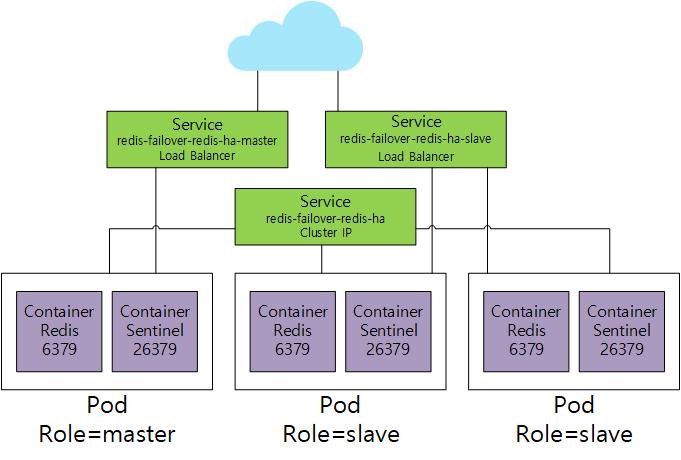 Service
redis-failover-redis-ha-master
Load Balancer
Service
redis-failover-redis-ha-slave
Load Balancer
Service
redis-failover-redis-ha
Cluster IP
Container
Redis
6379
Container
Sentinel
26379
Container
Redis
6379
Container
Sentinel
26379
Container
Redis
6379
Container
Sentinel
26379
Pod
Role=master
Pod
Role=slave
Pod
Role=slave